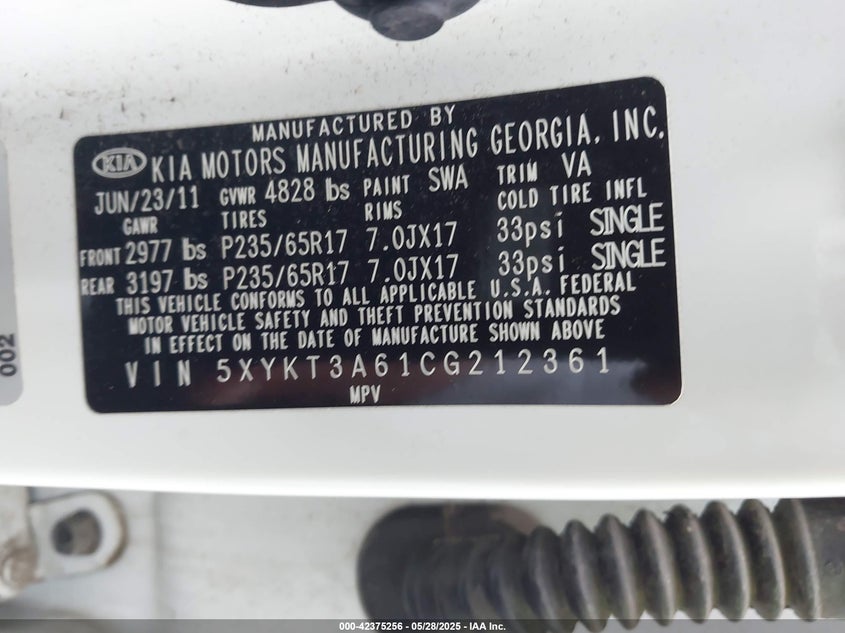 MANUFACTURED BY
KIA KIA MOTORS MANUFACTURING GEORGIA, INC.
JUN/23/11 GVWR 4828 lbs PAINT SWA TRIM VA
GAWR TIRES RIMS COLD TIRE INFL
FRONT 2977 lbs P235/65R17 7.0JX17 33psi SINGLE
REAR 3197 lbs P235/65R17 7.0JX17 33psi SINGLE
THIS VEHICLE CONFORMS TO ALL APPLICABLE U.S.A. FEDERAL
MOTOR VEHICLE SAFETY AND THEFT PREVENTION STANDARDS
IN EFFECT ON THE DATE OF MANUFACTURE SHOWN ABOVE
VIN 5XYKT3A61CG212361
MPV
002
000-42375256 - 05/28/2025 - IAA Inc.